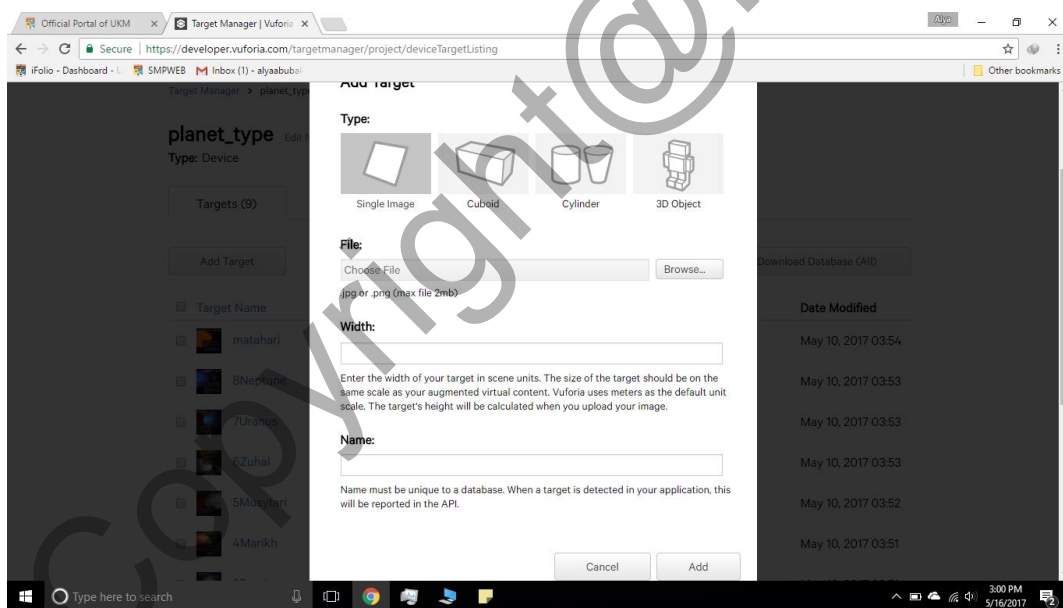 Official Portal of UKM
Target Manager | Vuforia
Alya
Secure | https://developer.vuforia.com/targetmanager/project/deviceTargetListing
iFolio - Dashboard - SMPWEB Inbox (1) - alyaabubak Other bookmarks
Target Manager > planet_type
Add Target
Type:
planet_type Edit N
Type: Device
Targets (9)
Single Image Cuboid Cylinder 3D Object
File:
Add Target Choose File Browse... Download Database (All)
.jpg or .png (max file 2mb)
Target Name Date Modified
Width:
matahari May 10, 2017 03:54
Enter the width of your target in scene units. The size of the target should be on the
8Neptune same scale as your augmented virtual content. Vuforia uses meters as the default unit May 10, 2017 03:53
scale. The target's height will be calculated when you upload your image.
7Uranus May 10, 2017 03:53
Name:
6Zuhal May 10, 2017 03:53
Name must be unique to a database. When a target is detected in your application, this
5Musytari will be reported in the API. May 10, 2017 03:52
4Marikh May 10, 2017 03:51
Cancel Add
Type here to search 3:00 PM
5/16/2017
Copyright@